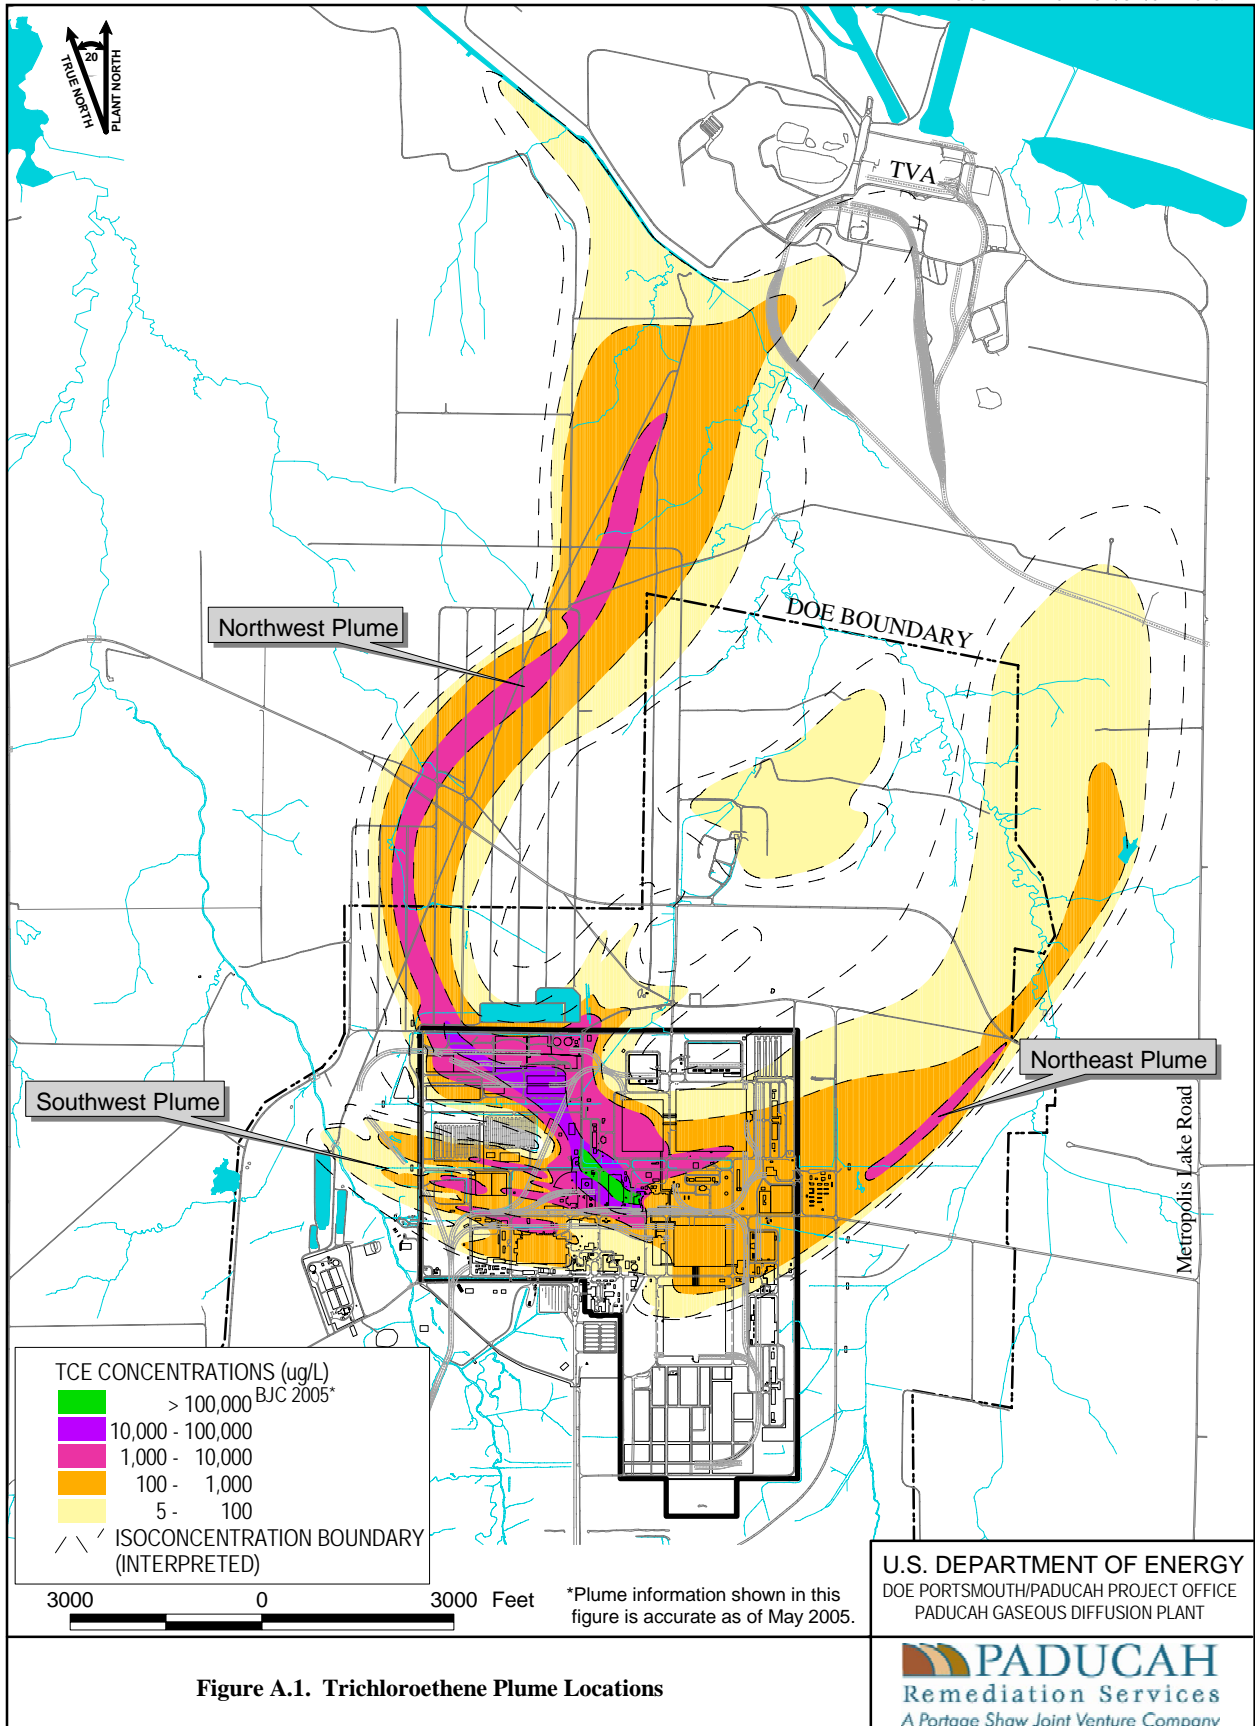 20
TRUE NORTH
PLANT NORTH
TVA
DOE BOUNDARY
Northwest Plume
Northeast Plume
Southwest Plume
Metropolis Lake Road
TCE CONCENTRATIONS (ug/L)
BJC 2005*
> 100,000
10,000 - 100,000
1,000 - 10,000
100 - 1,000
5 - 100
ISOCONCENTRATION BOUNDARY
(INTERPRETED)
3000 0 3000 Feet
*Plume information shown in this
figure is accurate as of May 2005.
U.S. DEPARTMENT OF ENERGY
DOE PORTSMOUTH/PADUCAH PROJECT OFFICE
PADUCAH GASEOUS DIFFUSION PLANT
Figure A.1. Trichloroethene Plume Locations
PADUCAH
Remediation Services
A Portage Shaw Joint Venture Company